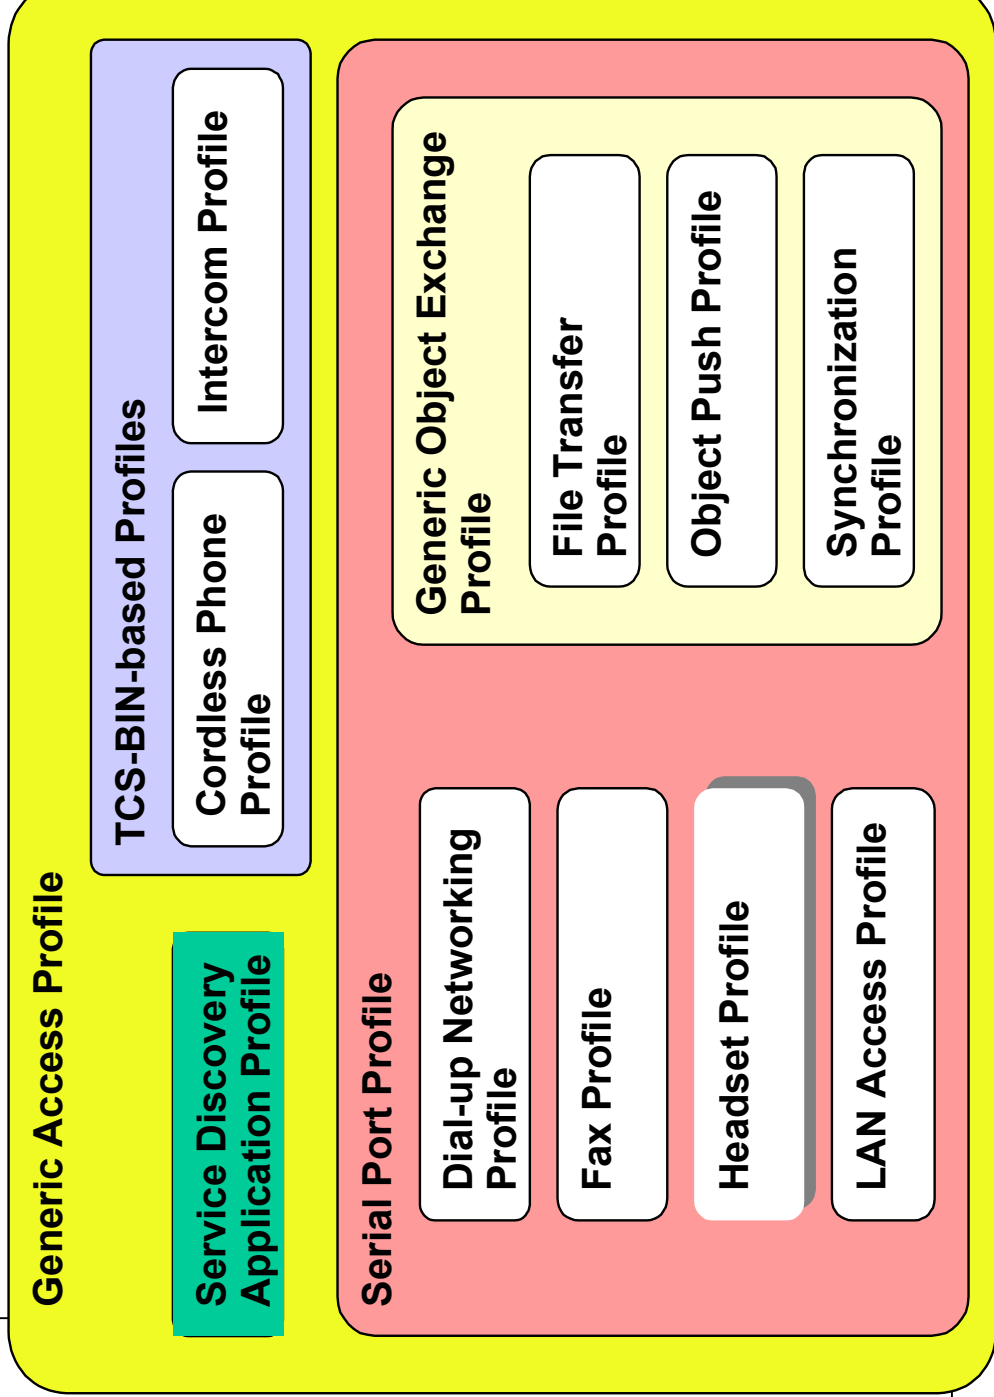 Generic Access Profile
TCS-BIN-based Profiles
Service Discovery
Application Profile
Cordless Phone
Profile
Intercom Profile
Serial Port Profile
Dial-up Networking
Profile
Fax Profile
Headset Profile
LAN Access Profile
Generic Object Exchange
Profile
File Transfer
Profile
Object Push Profile
Synchronization
Profile